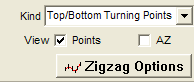 Kind Top/Bottom Turning Points
View Points AZ
Zigzag Options